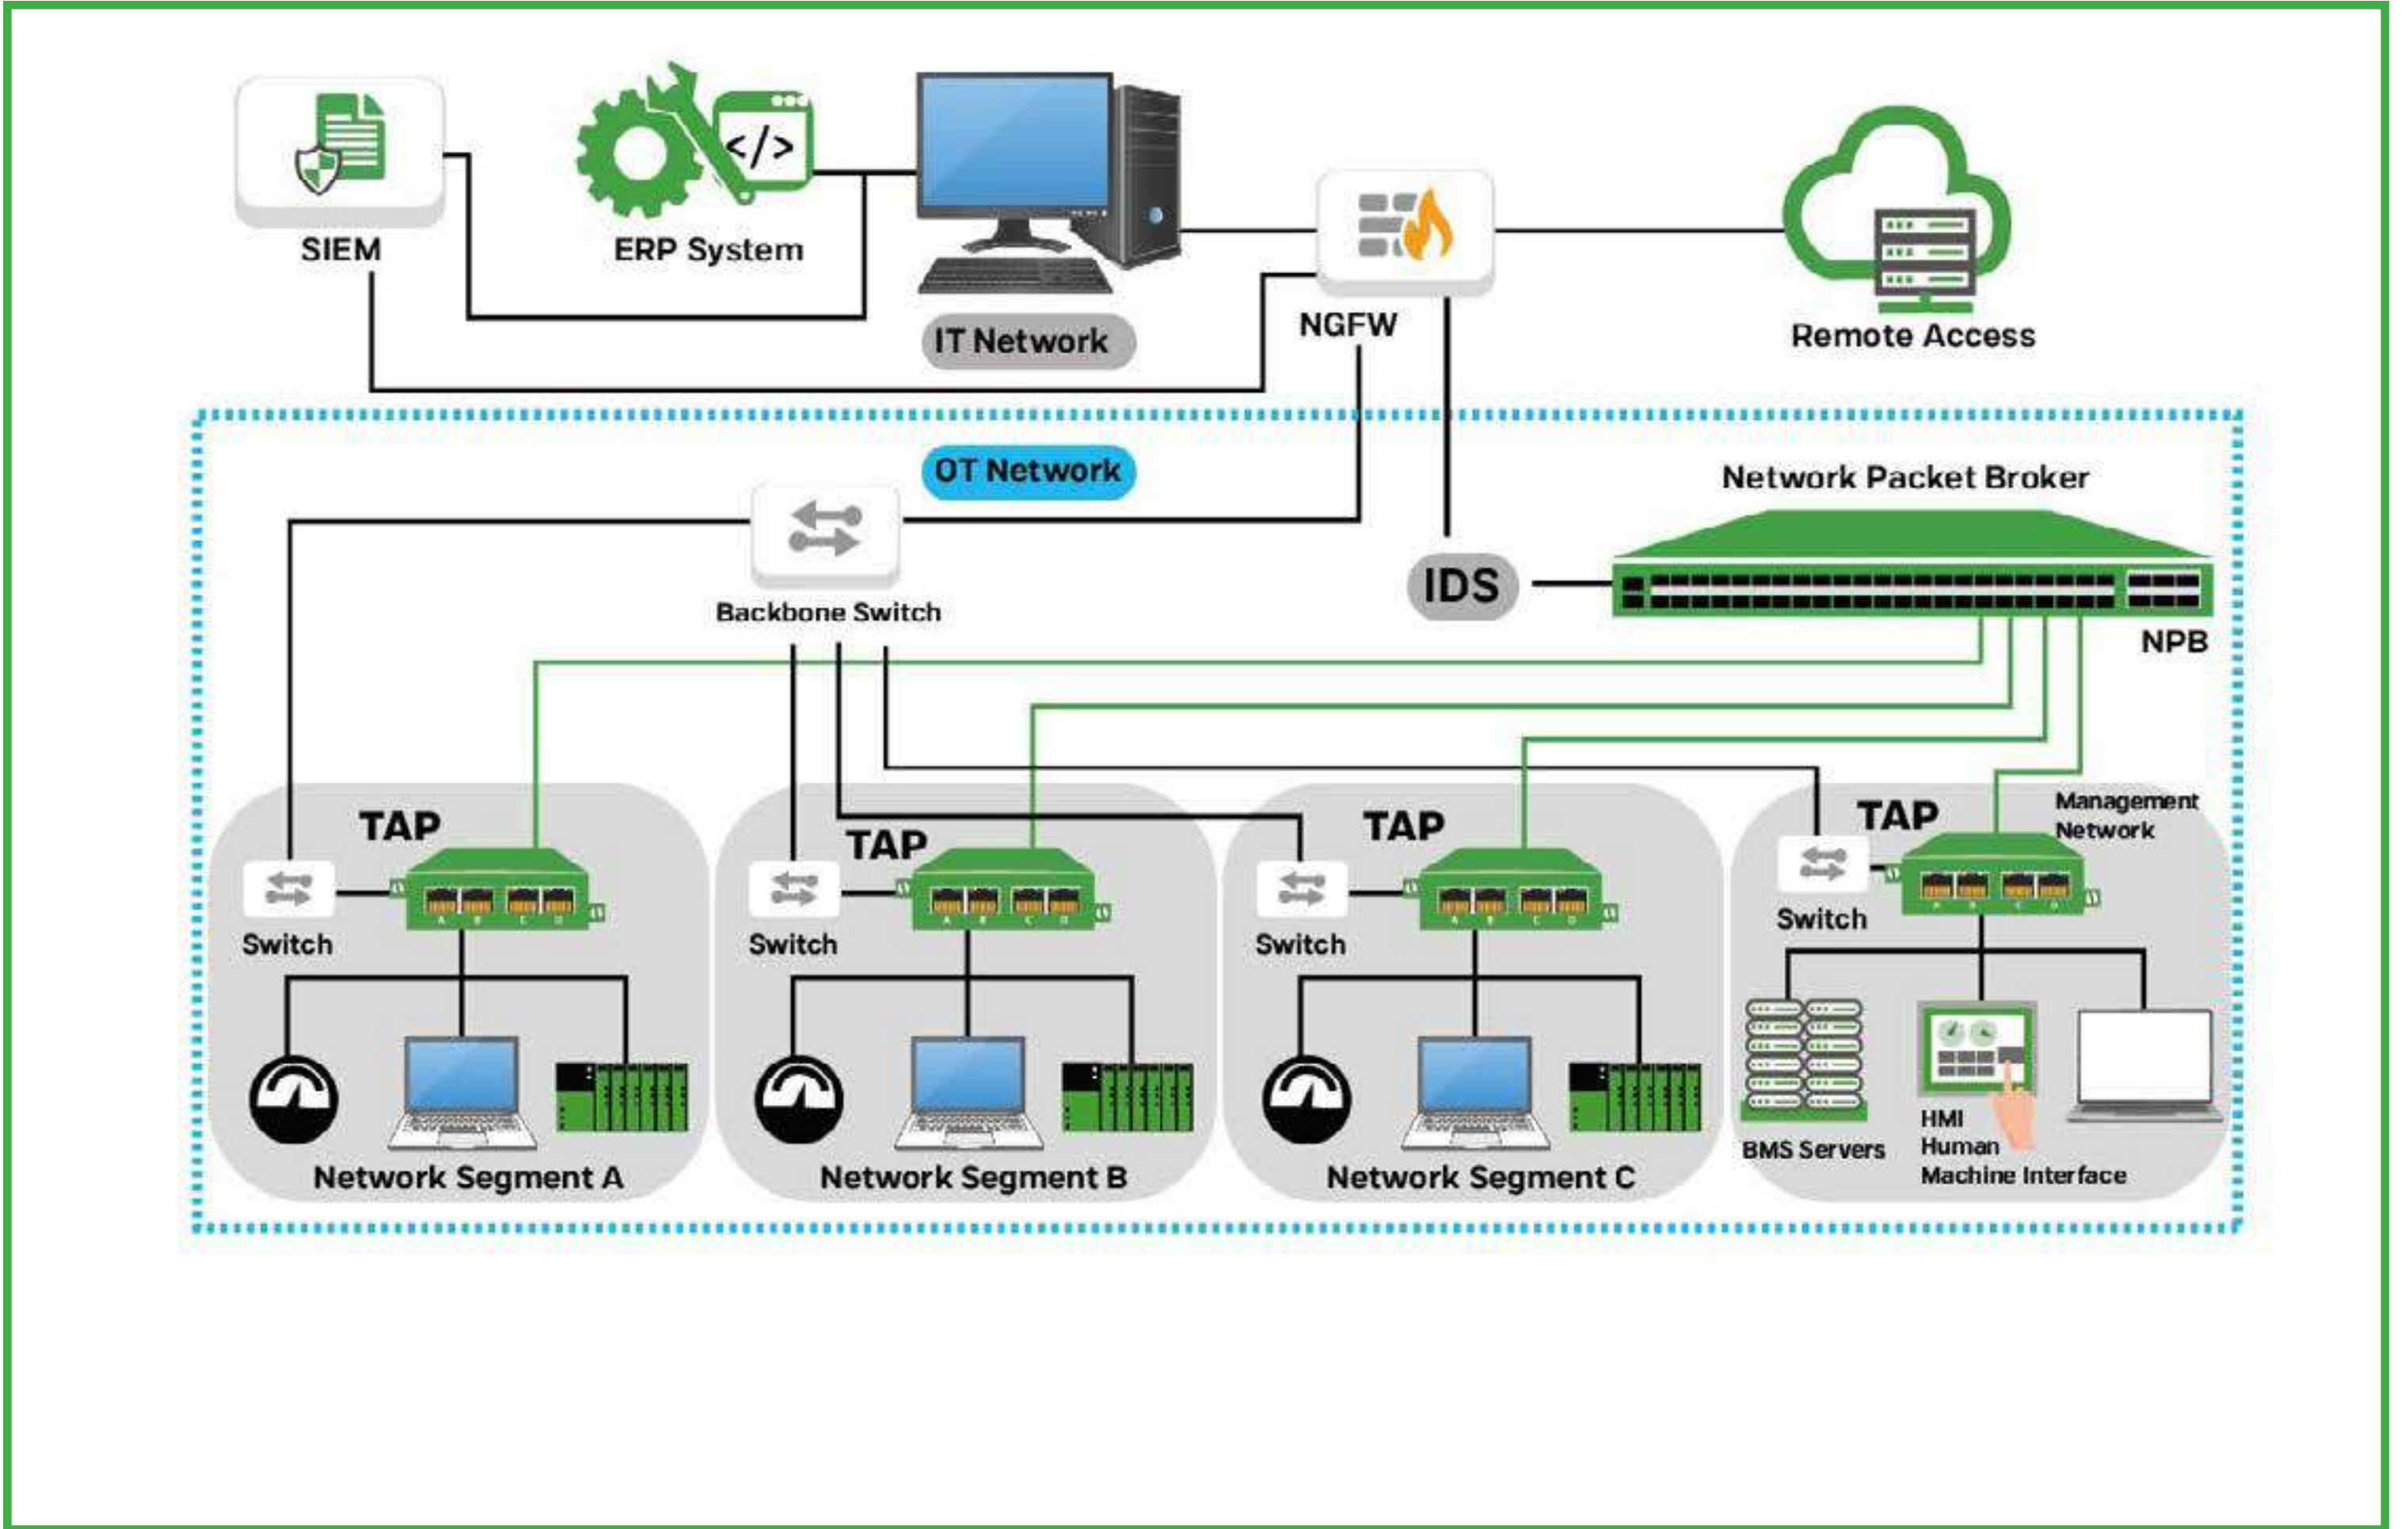 </>
SIEM
ERP System
IT Network
NGFW
Remote Access
OT Network
Network Packet Broker
IDS
Backbone Switch
NPB
TAP
Switch
A B C D
Network Segment A
TAP
Switch
A B C D
Network Segment B
TAP
Switch
A B C D
Network Segment C
TAP
Management
Network
Switch
A B C D
BMS Servers
HMI
Human
Machine Interface